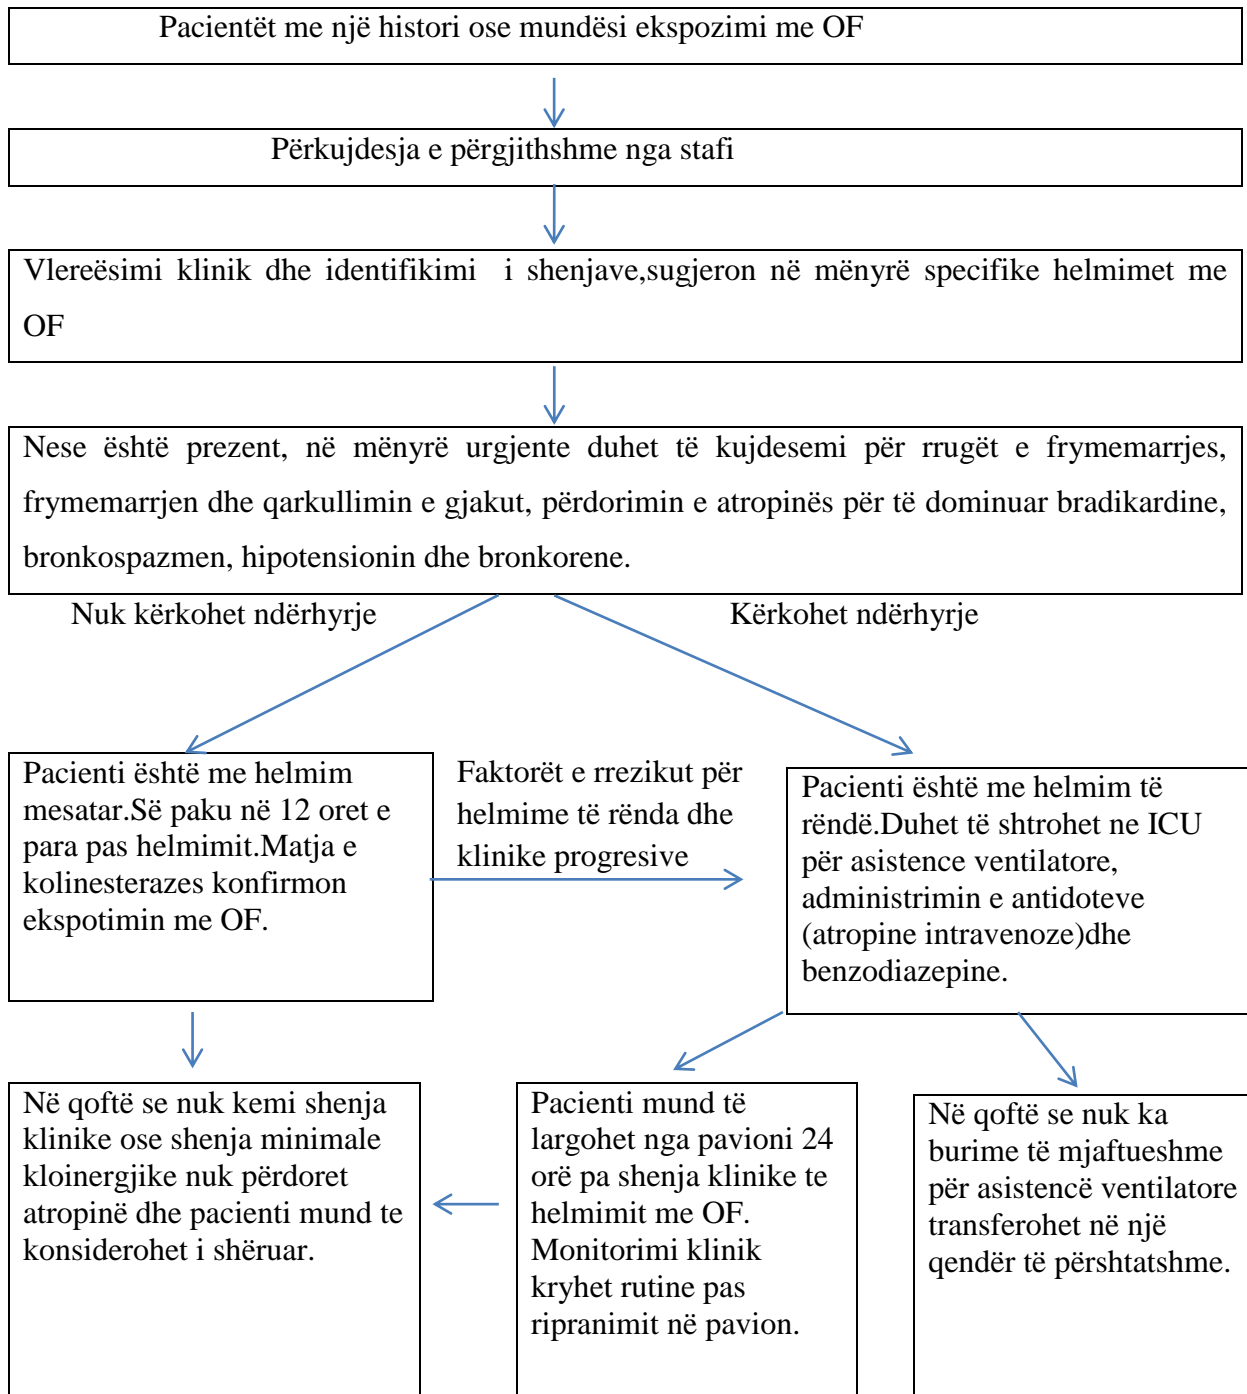 Pacientët me një histori ose mundësi ekspozimi me OF
Përkujdesja e përgjithshme nga stafi
Vlereësimi klinik dhe identifikimi i shenjave,sugjeron në mënyrë specifike helmimet me
OF
Nese është prezent, në mënyrë urgjente duhet të kujdesemi për rrugët e frymemarrjes,
frymemarrjen dhe qarkullimin e gjakut, përdorimin e atropinës për të dominuar bradikardine,
bronkospazmen, hipotensionin dhe bronkorene.
Nuk kërkohet ndërhyrje
Kërkohet ndërhyrje
Pacienti është me helmim
mesatar.Së paku në 12 oret e
para pas helmimit.Matja e
kolinesterazes konfirmon
ekspotimin me OF.
Faktorët e rrezikut për
helmime të rënda dhe
klinike progresive
Pacienti është me helmim të
rëndë.Duhet të shtrohet ne ICU
për asistence ventilatore,
administrimin e antidoteve
(atropine intravenoze)dhe
benzodiazepine.
Në qoftë se nuk kemi shenja
klinike ose shenja minimale
kloinergjike nuk përdoret
atropinë dhe pacienti mund te
konsiderohet i shëruar.
Pacienti mund të
largohet nga pavioni 24
orë pa shenja klinike te
helmimit me OF.
Monitorimi klinik
kryhet rutine pas
ripranimit në pavion.
Në qoftë se nuk ka
burime të mjaftueshme
për asistencë ventilatore
transferohet në një
qendër të përshtatshme.